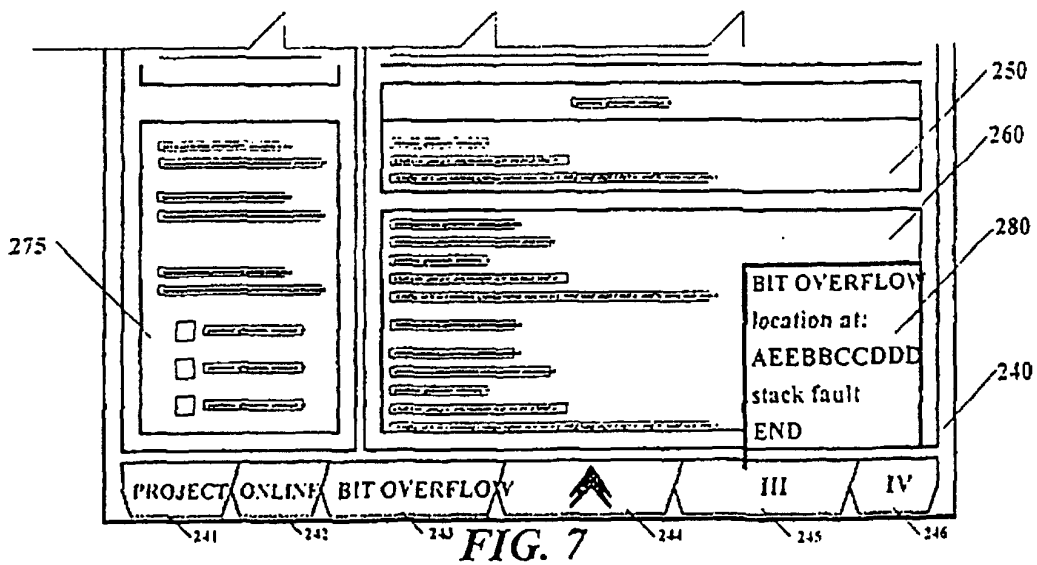 250
260
275
280
BIT OVERFLOW
location at:
AEEBBCCDDD
stack fault
END
240
PROJECT ONLINE BIT OVERFLOW III IV
241 242 243 244 245 246
FIG. 7